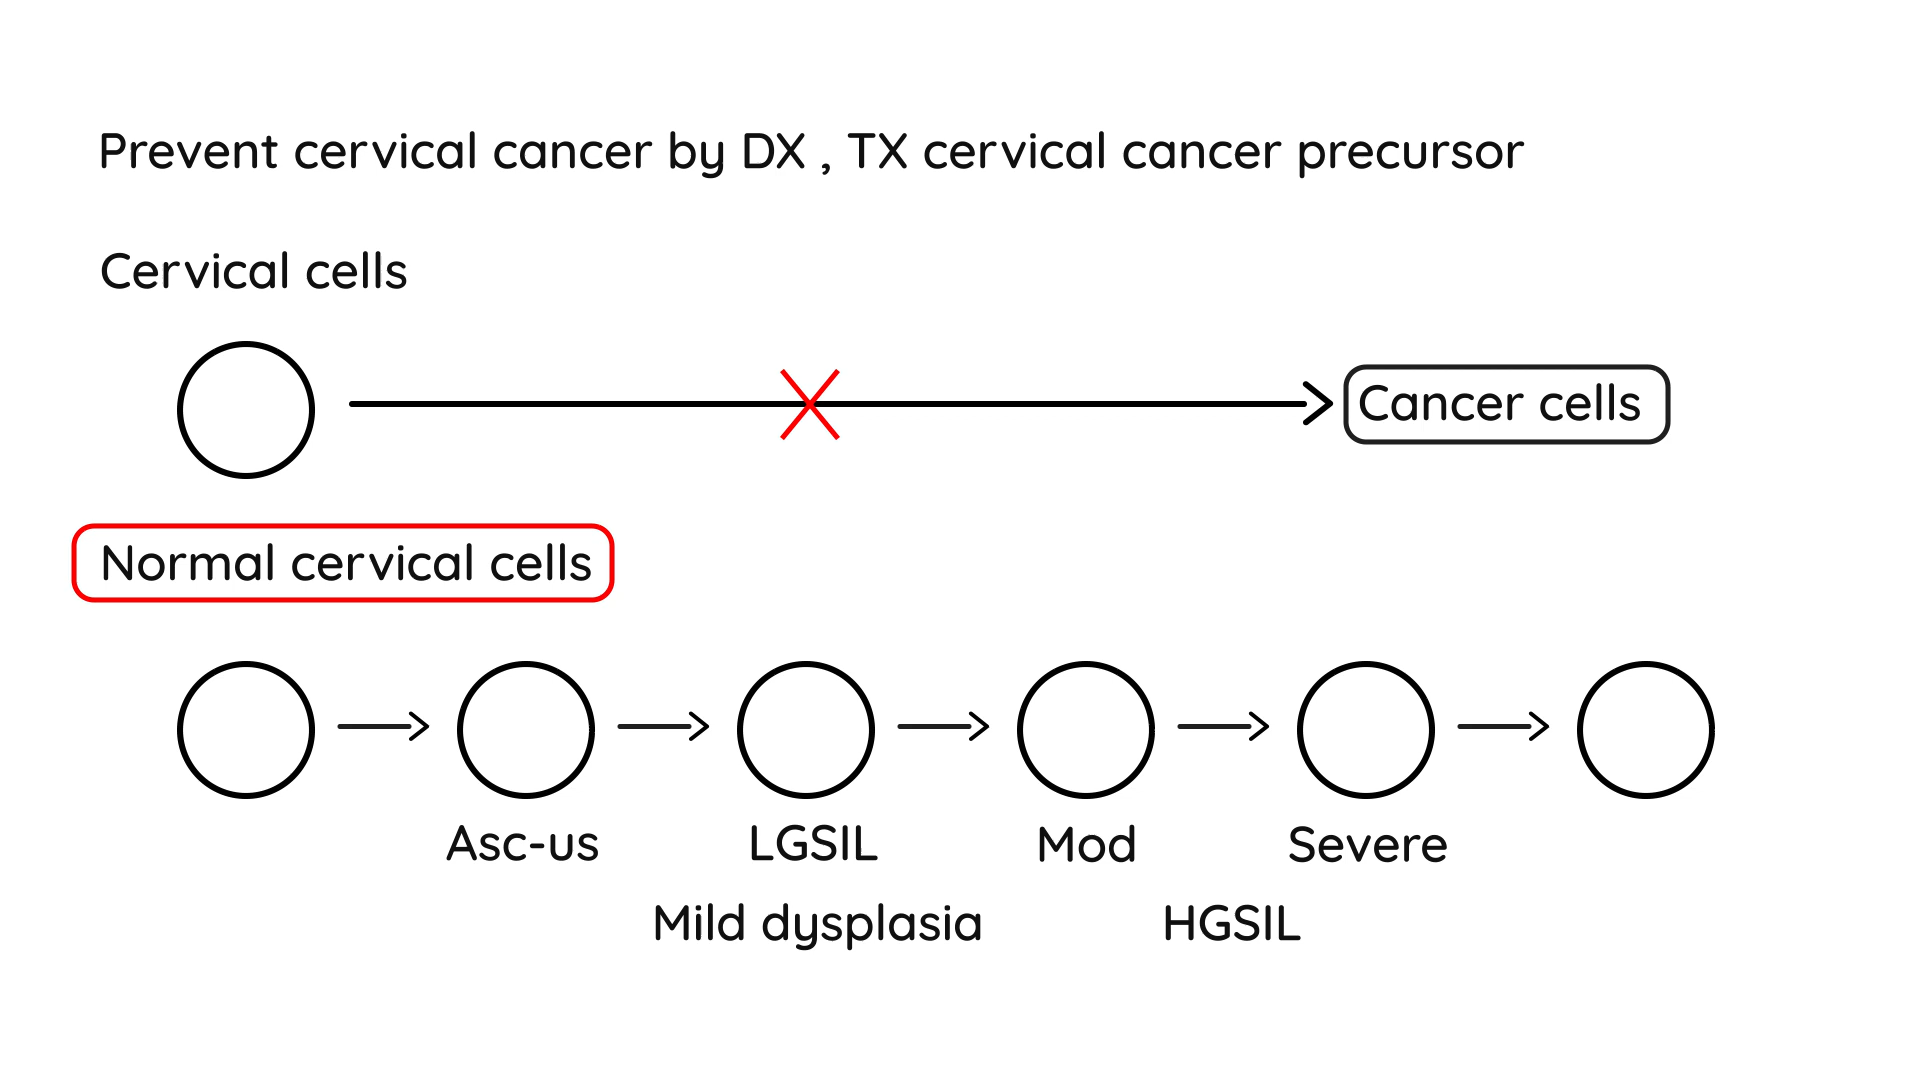 Prevent cervical cancer by DX , TX cervical cancer precursor
Cervical cells
Cancer cells
Normal cervical cells
Asc-us LGSIL Mod Severe
Mild dysplasia HGSIL